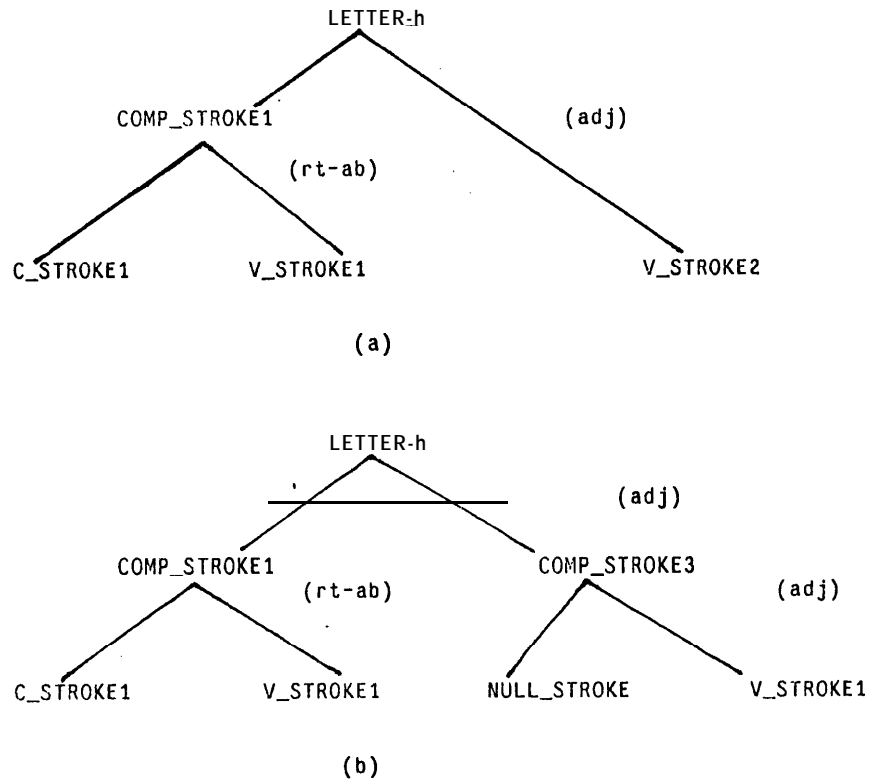 LETTER-h
COMP_STROKE1 (adj)
(rt-ab)
C_STROKE1 V_STROKE1 V_STROKE2
(a)
LETTER-h
(adj)
COMP_STROKE1 COMP_STROKE3
(rt-ab) (adj)
C_STROKE1 V_STROKE1 NULL_STROKE V_STROKE1
(b)